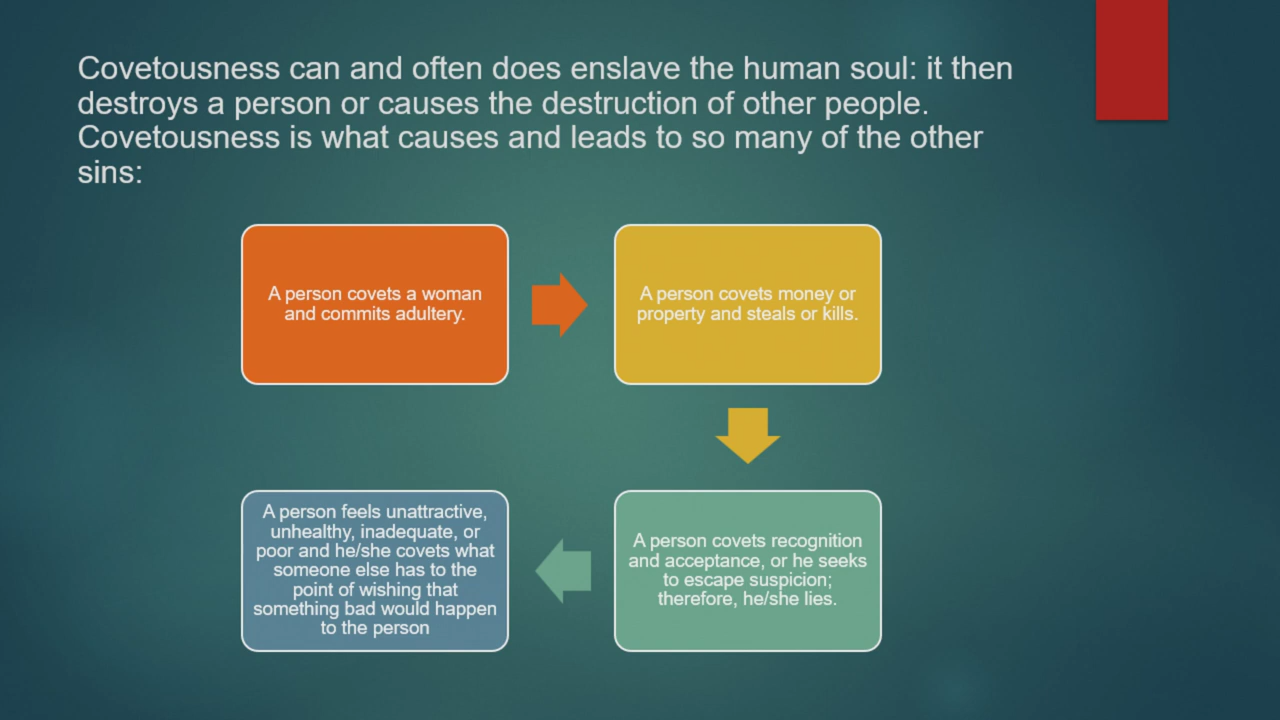 Covetousness can and often does enslave the human soul: it then
destroys a person or causes the destruction of other people.
Covetousness is what causes and leads to so many of the other
sins:
A person covets a woman
and commits adultery.
A person covets money or
property and steals or kills.
A person covets recognition
and acceptance, or he seeks
to escape suspicion;
therefore, he/she lies.
A person feels unattractive,
unhealthy, inadequate, or
poor and he/she covets what
someone else has to the
point of wishing that
something bad would happen
to the person